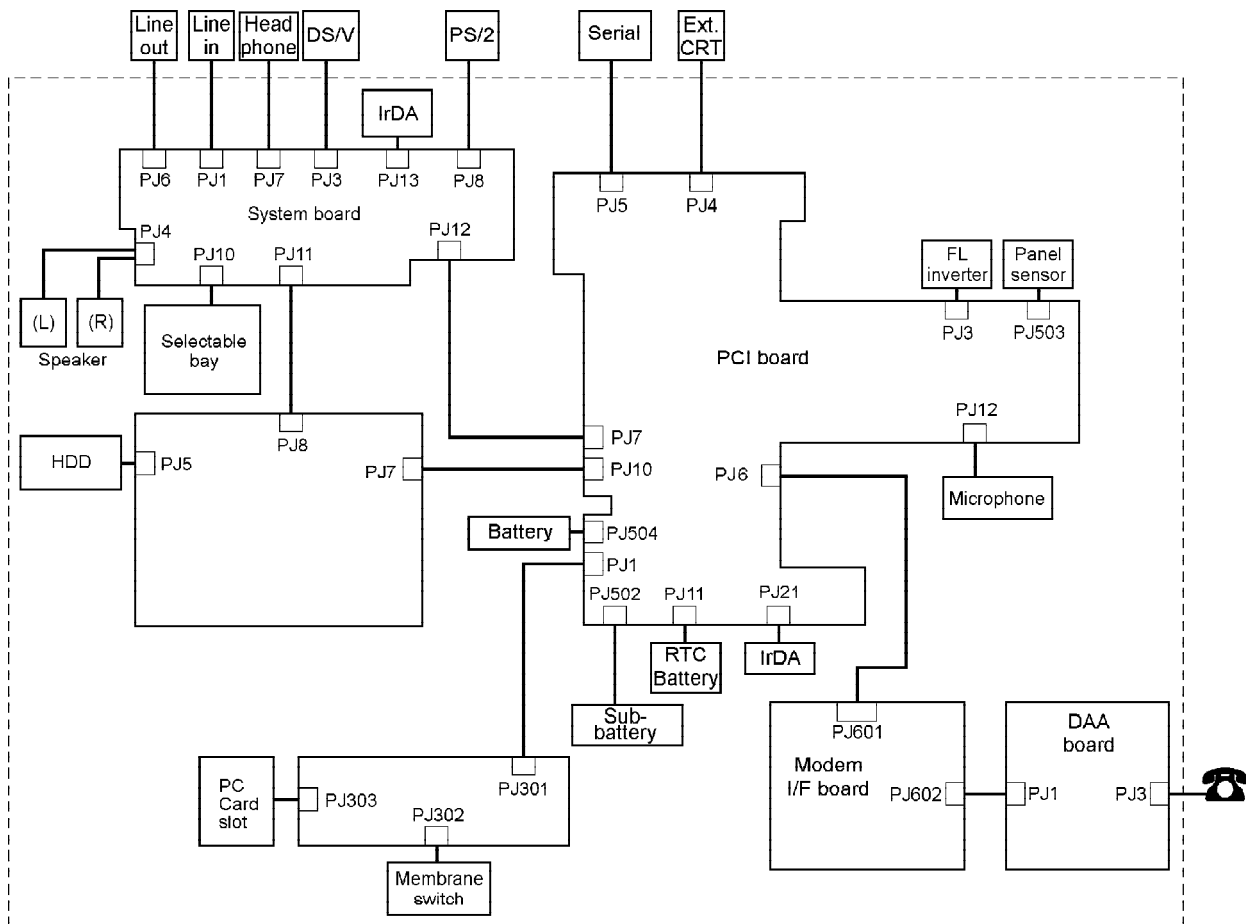 Line out
Line in
Head phone
DS/V
PS/2
Serial
Ext. CRT
IrDA
PJ6
PJ1
PJ7
PJ3
PJ13
PJ8
System board
PJ4
PJ10
PJ11
PJ12
(L)
(R)
Speaker
Selectable
bay
PJ5
PJ4
FL
inverter
Panel
sensor
PJ3
PJ503
PCI board
PJ12
Microphone
PJ7
PJ10
PJ6
HDD
PJ5
PJ8
PJ7
Battery
PJ504
PJ1
PJ502
PJ11
PJ21
RTC
Battery
IrDA
Sub-
battery
PC
Card
slot
PJ303
PJ302
PJ301
Membrane
switch
PJ601
Modem
I/F board
PJ602
DAA
board
PJ1
PJ3